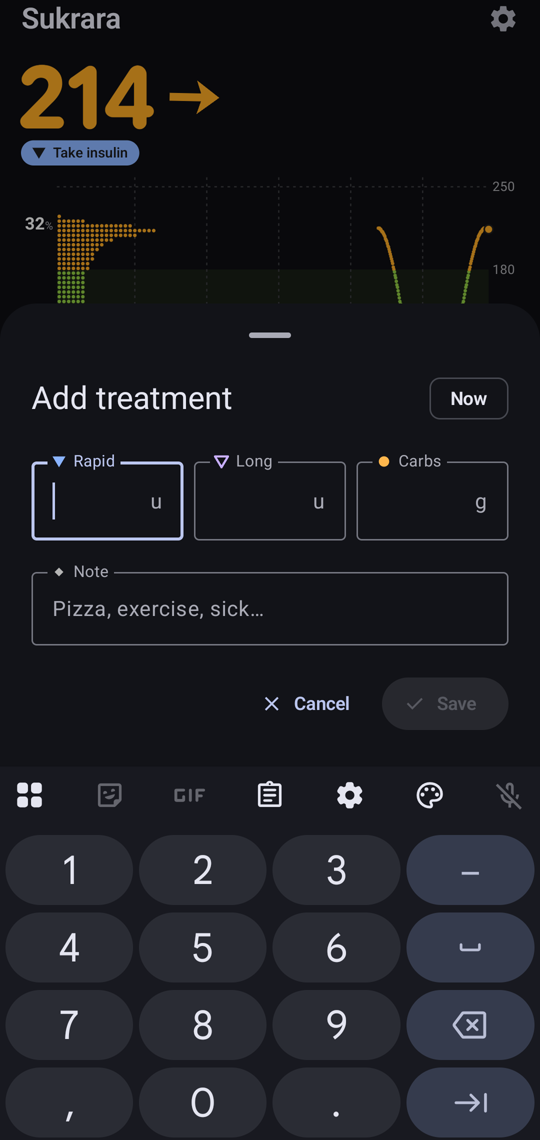 Sukrara
214 →
Take insulin
250
32%
180
Add treatment
Now
Rapid
Long
Carbs
u
u
g
Note
Pizza, exercise, sick...
Cancel
Save
GIF
1 2 3 –
4 5 6
7 8 9
, 0 .